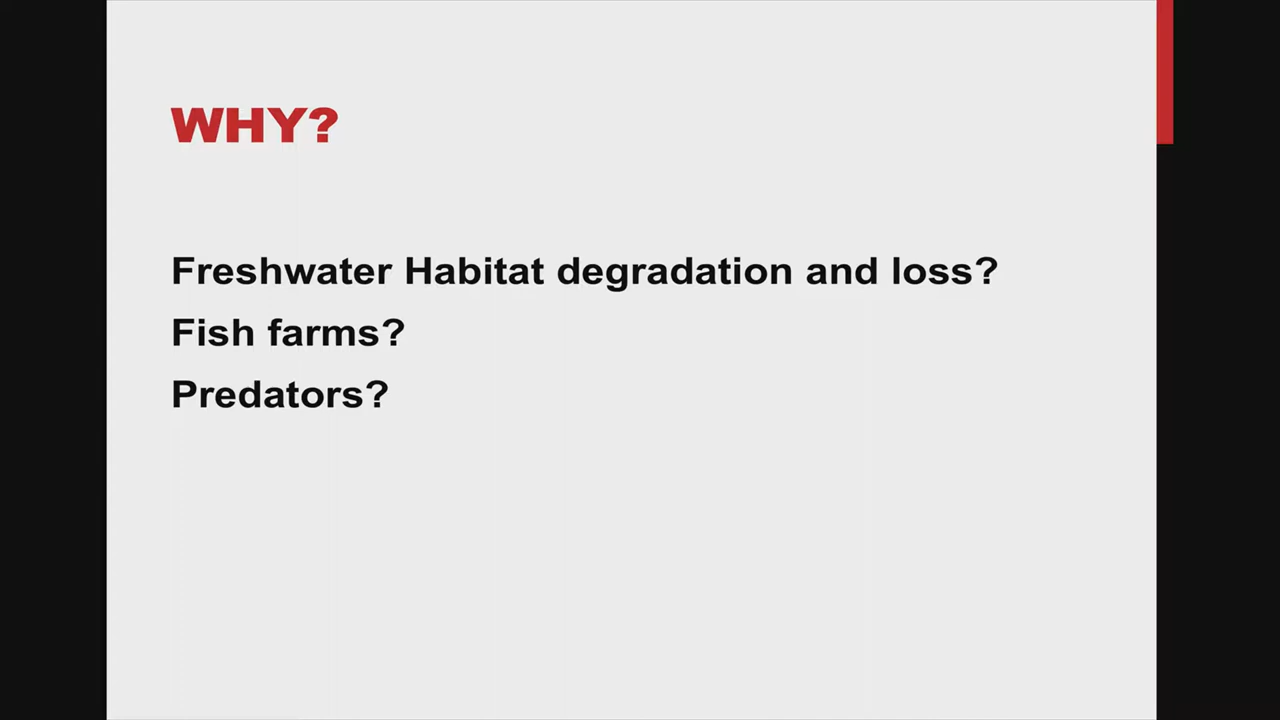 WHY?
Freshwater Habitat degradation and loss?
Fish farms?
Predators?